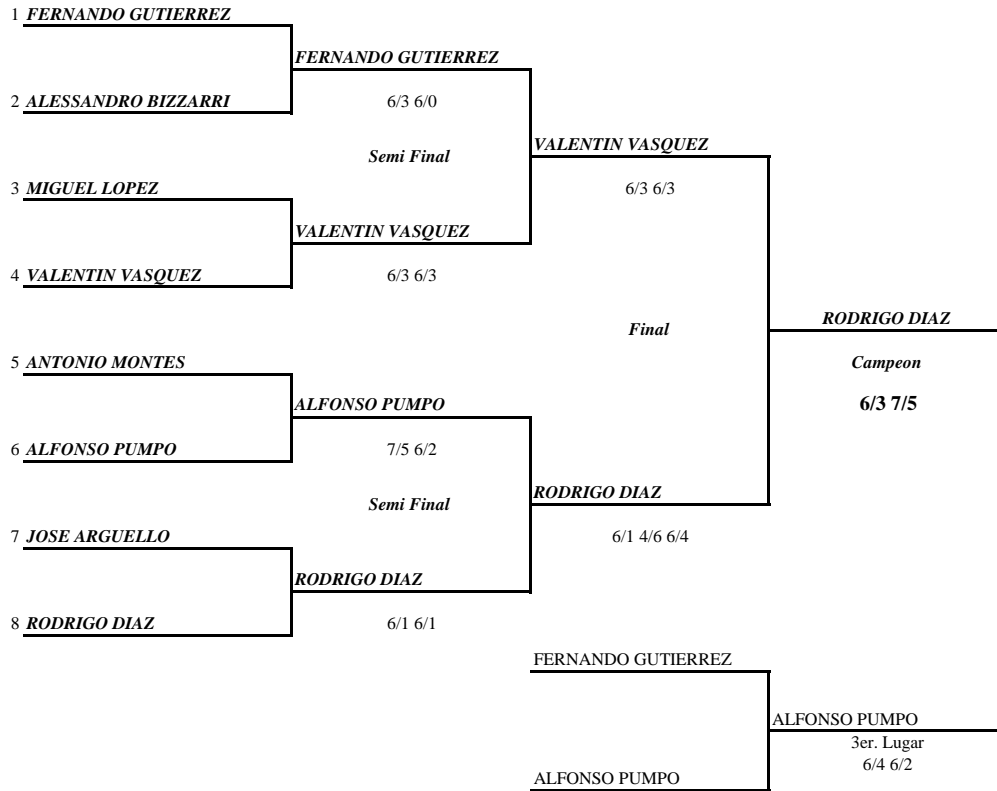 1 FERNANDO GUTIERREZ
FERNANDO GUTIERREZ
2 ALESSANDRO BIZZARRI
6/3 6/0
Semi Final
VALENTIN VASQUEZ
3 MIGUEL LOPEZ
6/3 6/3
VALENTIN VASQUEZ
4 VALENTIN VASQUEZ
6/3 6/3
Final
RODRIGO DIAZ
5 ANTONIO MONTES
Campeon
ALFONSO PUMPO
6/3 7/5
6 ALFONSO PUMPO
7/5 6/2
Semi Final
RODRIGO DIAZ
7 JOSE ARGUELLO
6/1 4/6 6/4
RODRIGO DIAZ
8 RODRIGO DIAZ
6/1 6/1
FERNANDO GUTIERREZ
ALFONSO PUMPO
3er. Lugar
6/4 6/2
ALFONSO PUMPO